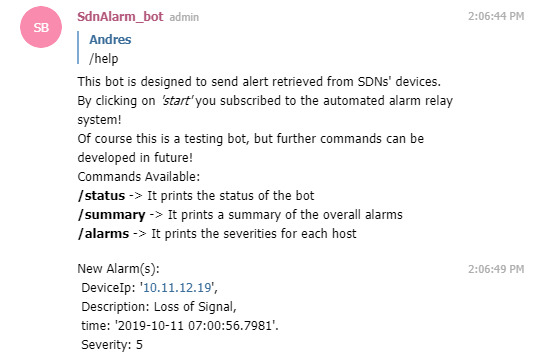 SB
SdnAlarm_bot admin 2:06:44 PM
Andres
/help
This bot is designed to send alert retrieved from SDNs' devices.
By clicking on 'start' you subscribed to the automated alarm relay
system!
Of course this is a testing bot, but further commands can be
developed in future!
Commands Available:
/status -> It prints the status of the bot
/summary -> It prints a summary of the overall alarms
/alarms -> It prints the severities for each host
New Alarm(s): 2:06:49 PM
DeviceIp: '10.11.12.19',
Description: Loss of Signal,
time: '2019-10-11 07:00:56.7981'.
Severity: 5